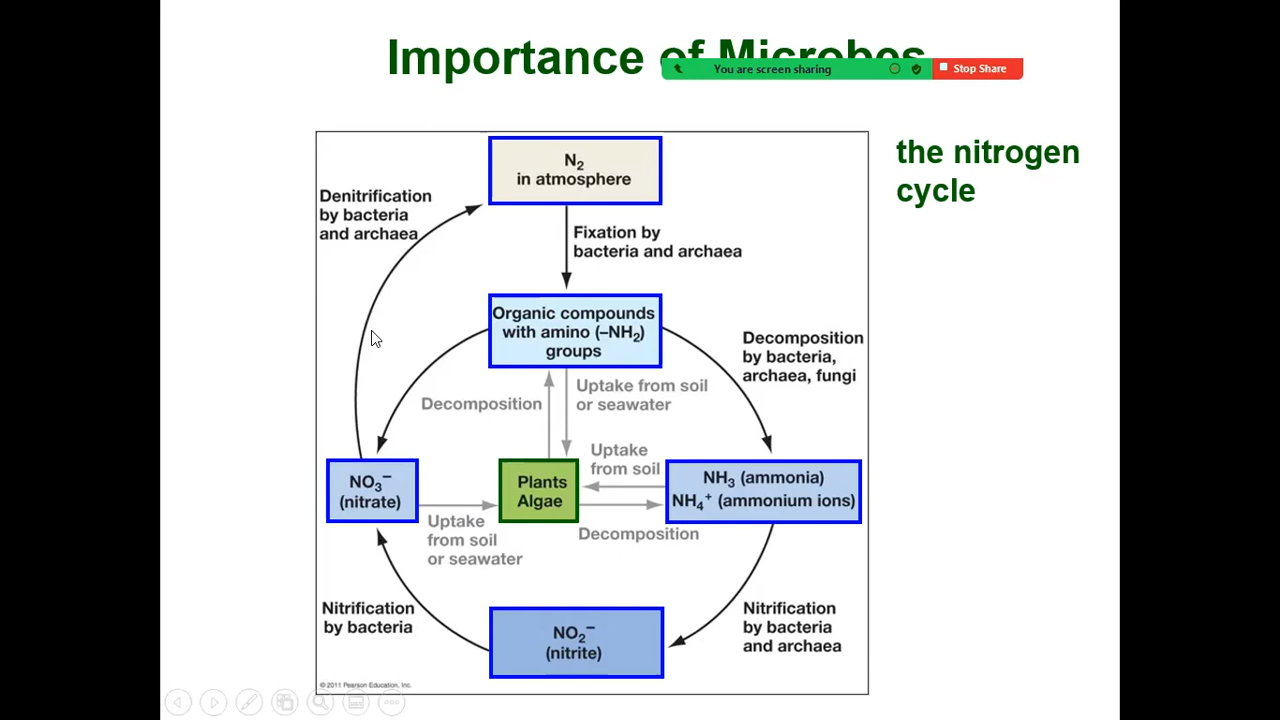 Importance of Microbes
You are screen sharing
Stop Share
the nitrogen
cycle
N₂
in atmosphere
Denitrification
by bacteria
and archaea
Fixation by
bacteria and archaea
Organic compounds
with amino (–NH₂)
groups
Decomposition
by bacteria,
archaea, fungi
Decomposition
Uptake from soil
or seawater
Uptake
from soil
NO₃⁻
(nitrate)
Plants
Algae
NH₃ (ammonia)
NH₄⁺ (ammonium ions)
Uptake
from soil
or seawater
Decomposition
Nitrification
by bacteria
NO₂⁻
(nitrite)
Nitrification
by bacteria
and archaea
© 2011 Pearson Education, Inc.